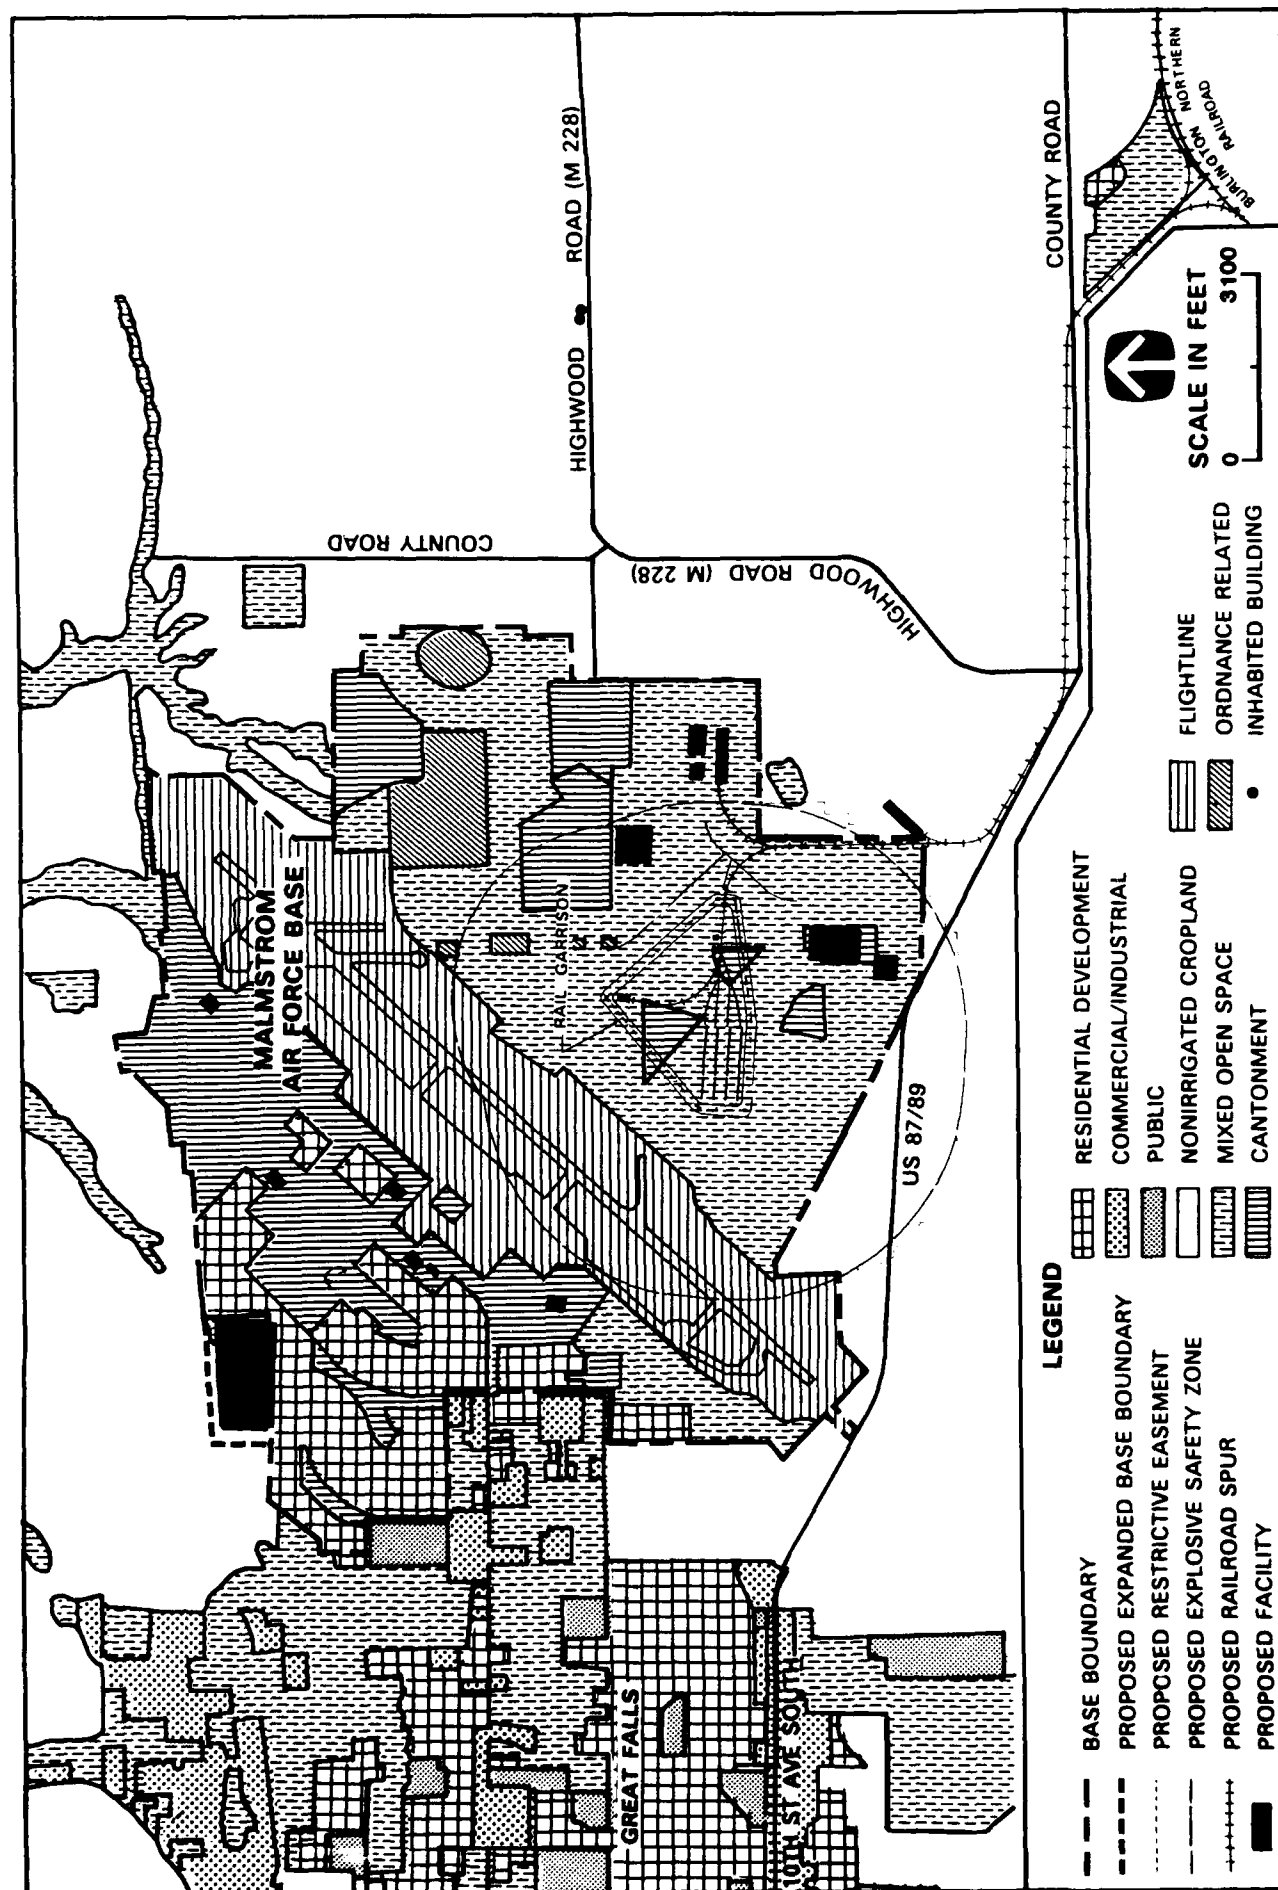 HIGHWOOD ROAD (M 228)
COUNTY ROAD
COUNTY ROAD
HIGHWOOD ROAD (M 228)
BURLINGTON NORTHERN
RAILROAD
MALMSTROM
AIR FORCE BASE
RAIL GARRISON
US 87/89
GREAT FALLS
10TH ST AVE SOUTH
LEGEND
BASE BOUNDARY
PROPOSED EXPANDED BASE BOUNDARY
PROPOSED RESTRICTIVE EASEMENT
PROPOSED EXPLOSIVE SAFETY ZONE
PROPOSED RAILROAD SPUR
PROPOSED FACILITY
RESIDENTIAL DEVELOPMENT
COMMERCIAL/INDUSTRIAL
PUBLIC
NONIRRIGATED CROPLAND
MIXED OPEN SPACE
CANTONMENT
FLIGHTLINE
ORDNANCE RELATED
INHABITED BUILDING
SCALE IN FEET
0 3100